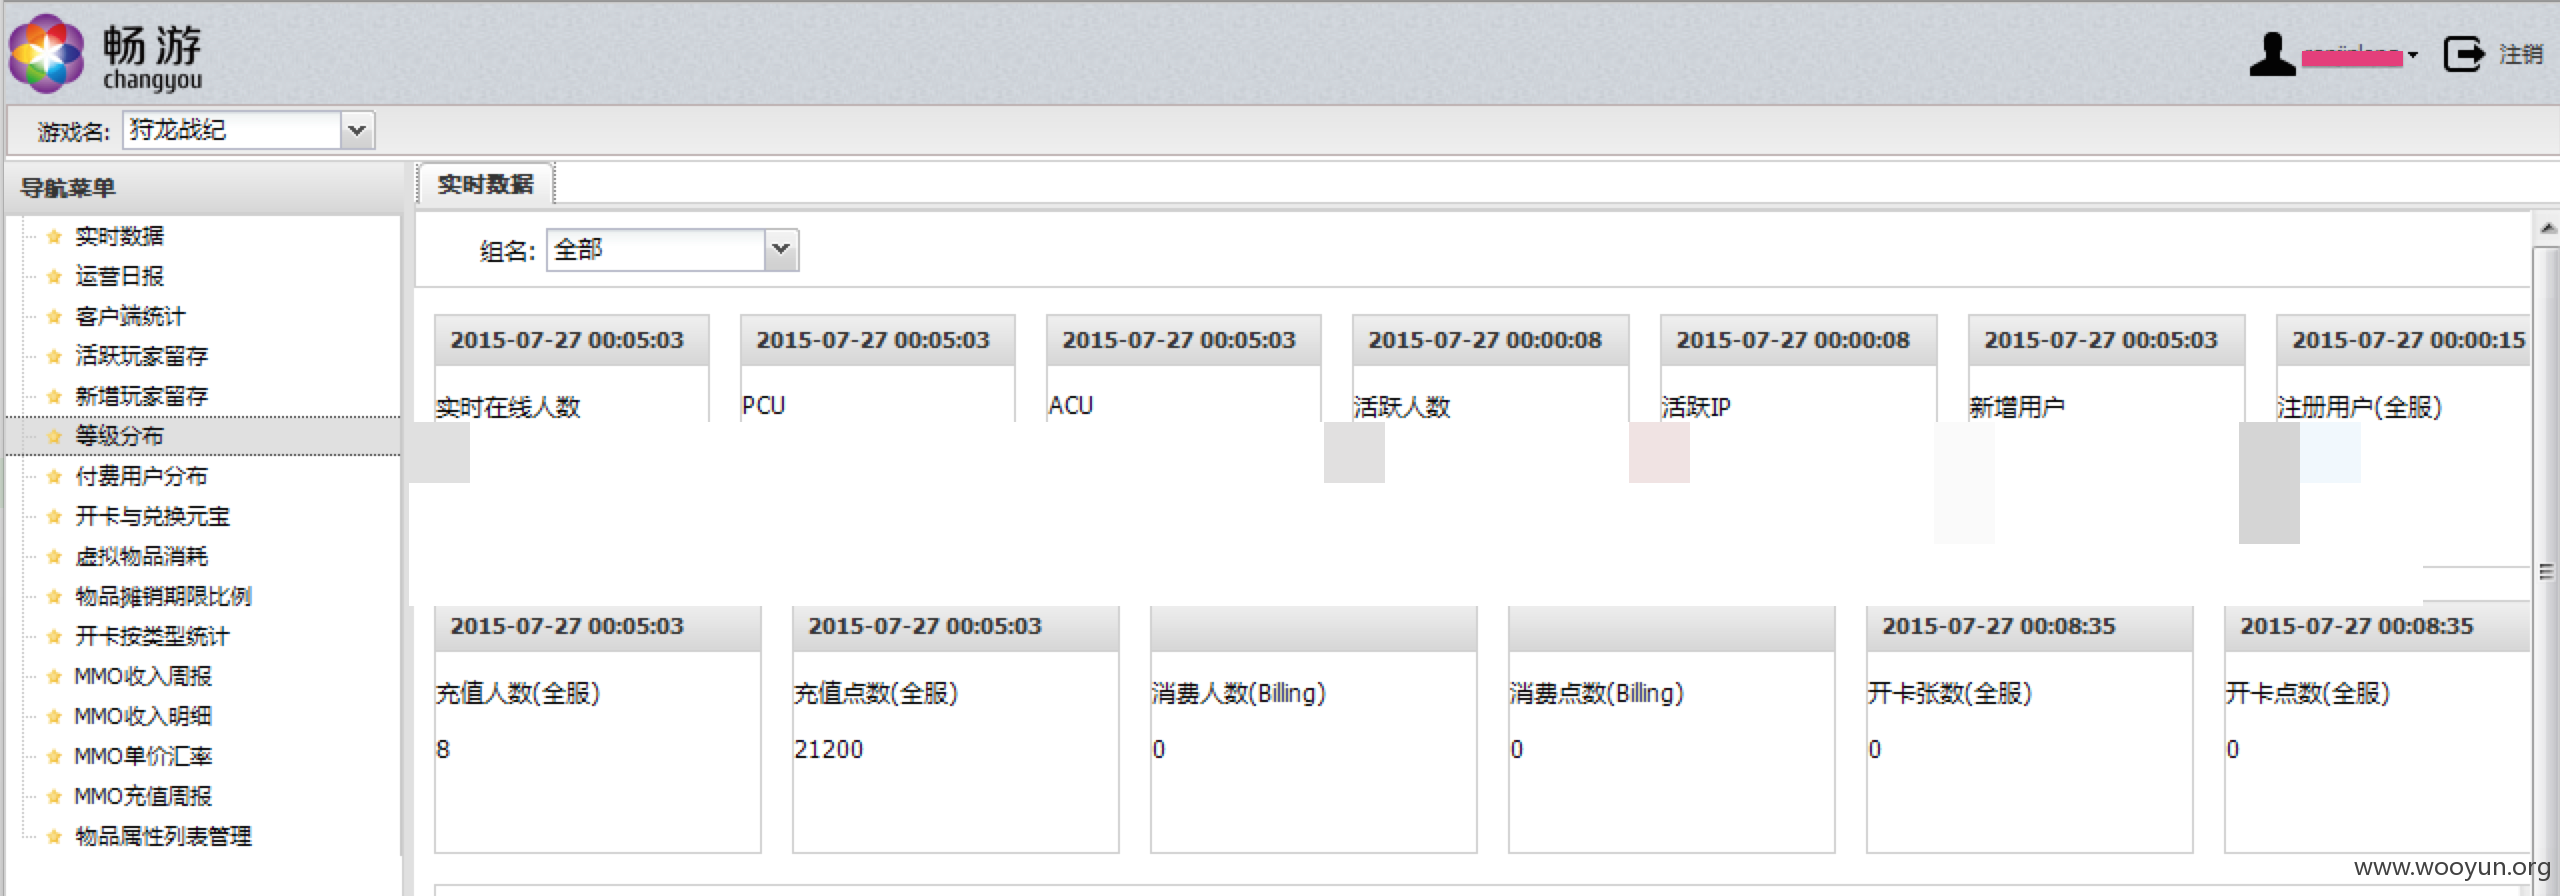 畅游
changyou
注销
游戏名: 狩龙战纪
导航菜单
实时数据
运营日报
客户端统计
活跃玩家留存
新增玩家留存
等级分布
付费用户分布
开卡与兑换元宝
虚拟物品消耗
物品摊销期限比例
开卡按类型统计
MMO收入周报
MMO收入明细
MMO单价汇率
MMO充值周报
物品属性列表管理
实时数据
组名: 全部
2015-07-27 00:05:03
实时在线人数
2015-07-27 00:05:03
PCU
2015-07-27 00:05:03
ACU
2015-07-27 00:00:08
活跃人数
2015-07-27 00:00:08
活跃IP
2015-07-27 00:05:03
新增用户
2015-07-27 00:00:15
注册用户(全服)
2015-07-27 00:05:03
充值人数(全服)
8
2015-07-27 00:05:03
充值点数(全服)
21200
消费人数(Billing)
0
消费点数(Billing)
0
2015-07-27 00:08:35
开卡张数(全服)
0
2015-07-27 00:08:35
开卡点数(全服)
0
www.wooyun.org